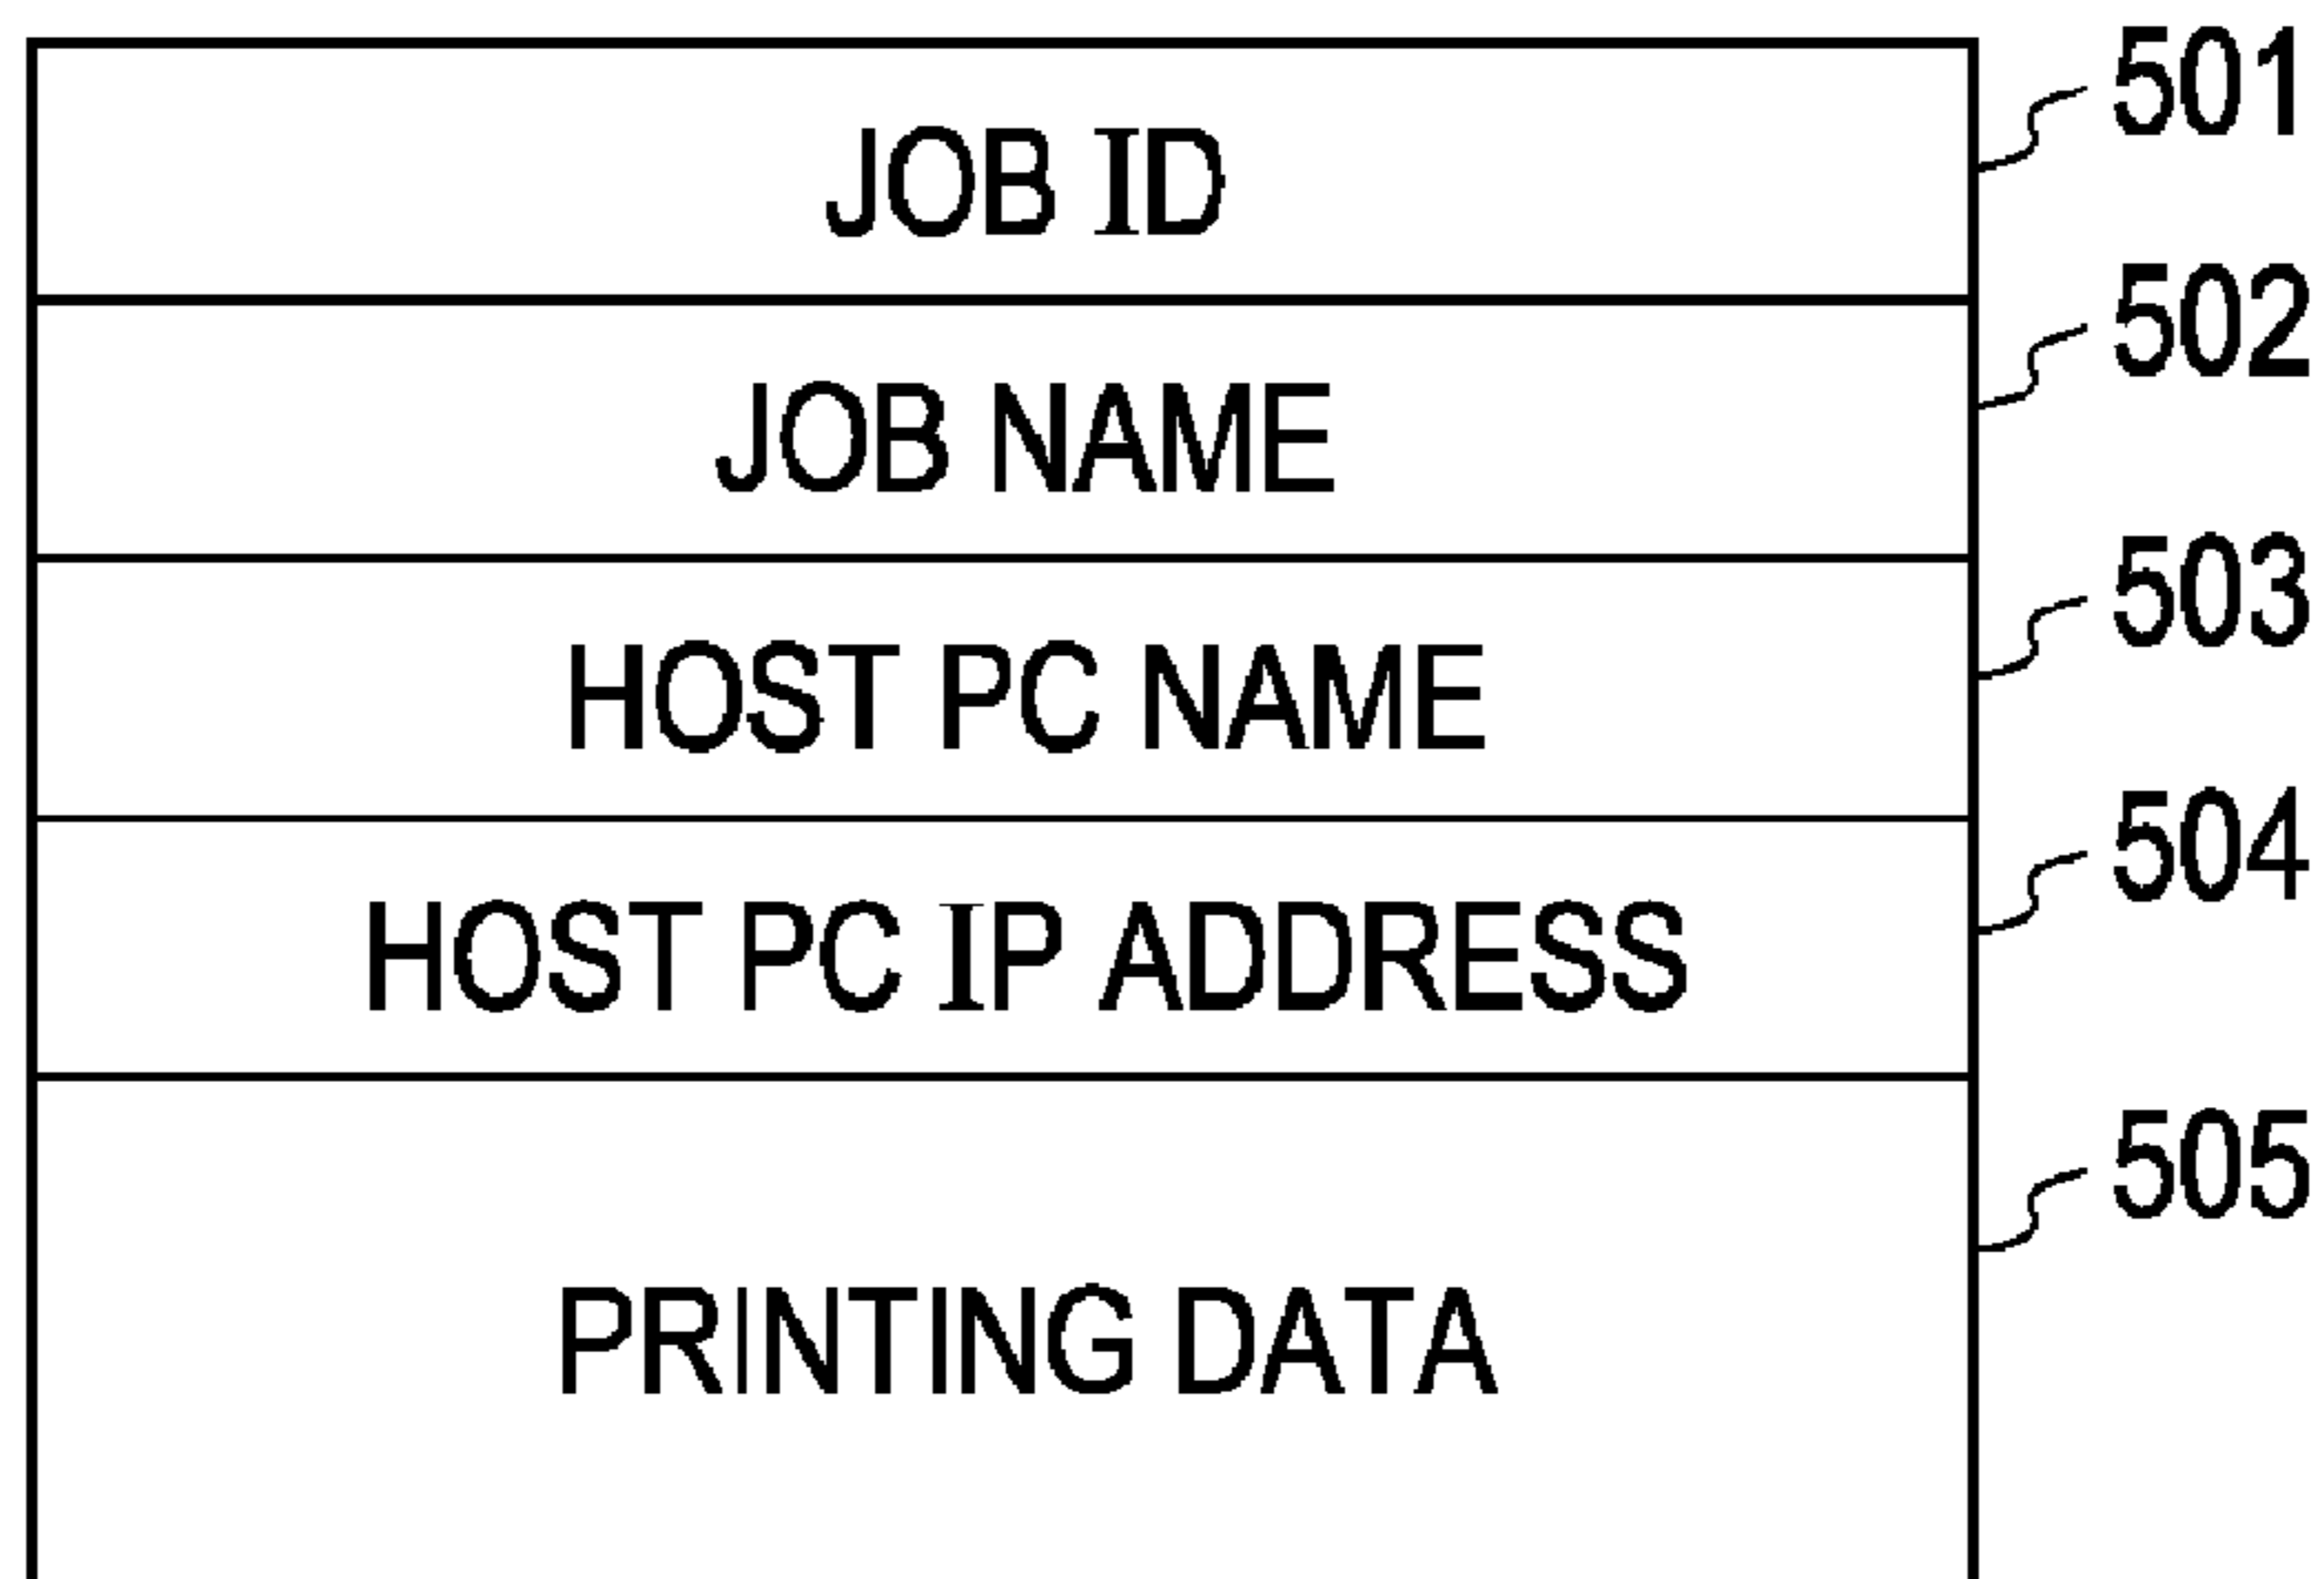 JOB ID 501
JOB NAME 502
HOST PC NAME 503
HOST PC IP ADDRESS 504
PRINTING DATA 505